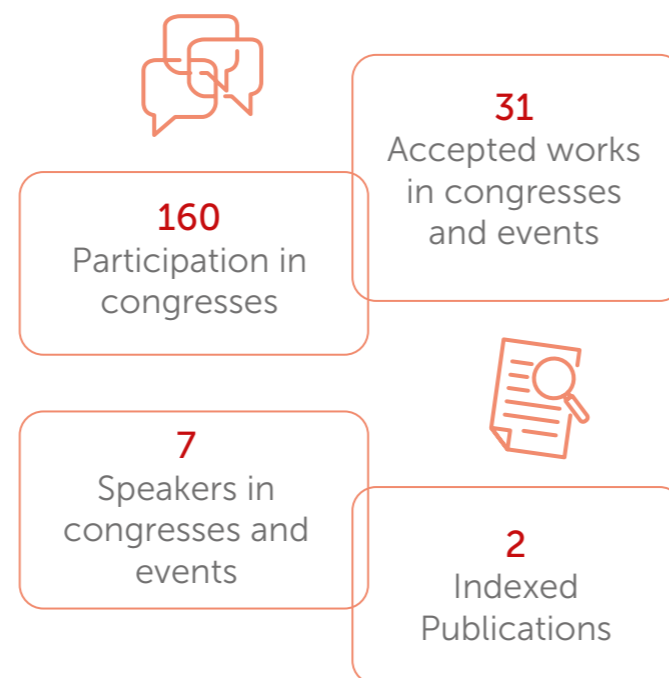 31
Accepted works
in congresses
and events
160
Participation in
congresses
7
Speakers in
congresses and
events
2
Indexed
Publications